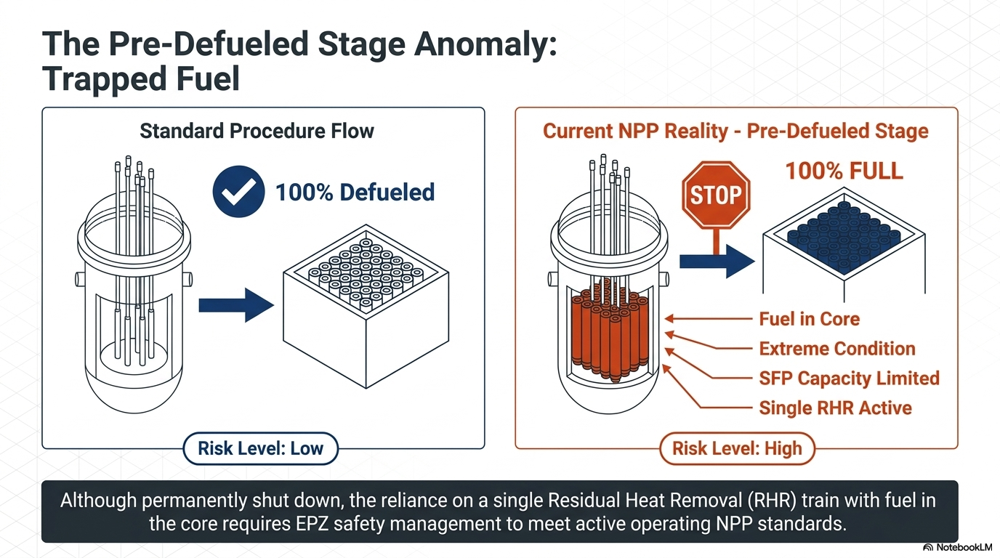 The Pre-Defueled Stage Anomaly:
Trapped Fuel
Standard Procedure Flow
100% Defueled
Risk Level: Low
Current NPP Reality - Pre-Defueled Stage
STOP
100% FULL
Fuel in Core
Extreme Condition
SFP Capacity Limited
Single RHR Active
Risk Level: High
Although permanently shut down, the reliance on a single Residual Heat Removal (RHR) train with fuel in
the core requires EPZ safety management to meet active operating NPP standards.
NotebookLM